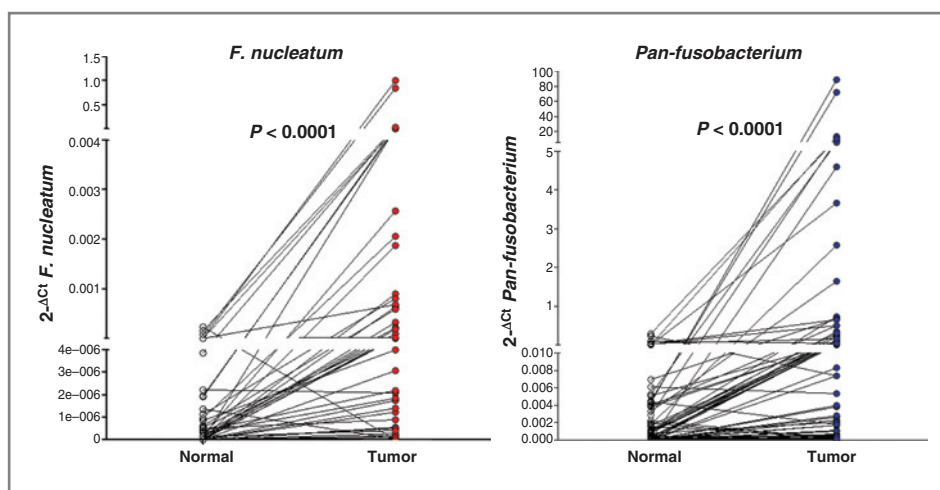 F. nucleatum
1.5
1.0
0.5
0.004
0.003
0.002
0.001
4e–006
3e–006
2e–006
1e–006
0
2-ΔCt F. nucleatum
P < 0.0001
Normal
Tumor
Pan-fusobacterium
100
80
60
40
20
5
4
3
2
1
0.010
0.008
0.006
0.004
0.002
0.000
2-ΔCt Pan-fusobacterium
P < 0.0001
Normal
Tumor